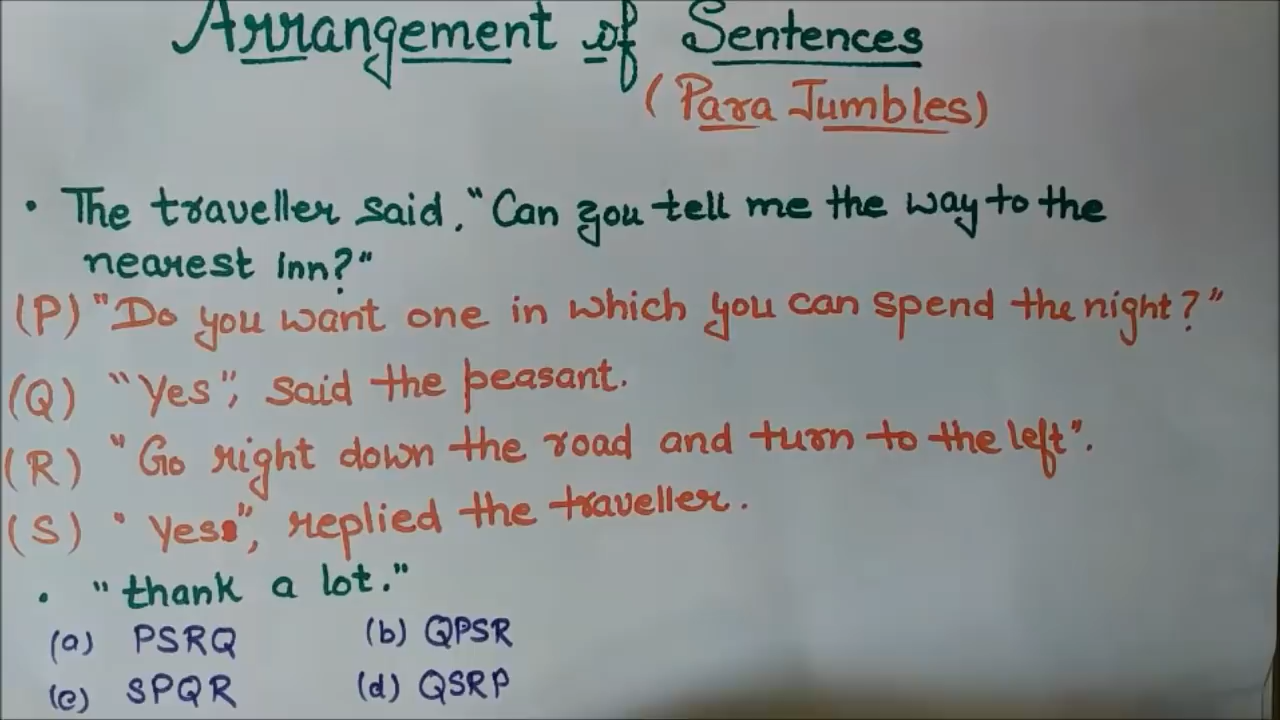 Arrangement of Sentences
(Para Jumbles)
• The traveller said, "Can you tell me the way to the
nearest inn?"
(P) "Do you want one in which you can spend the night?"
(Q) "Yes", said the peasant.
(R) "Go right down the road and turn to the left".
(S) "Yes", replied the traveller.
• "thank a lot."
(a) PSRQ (b) QPSR
(c) SPQR (d) QSRP